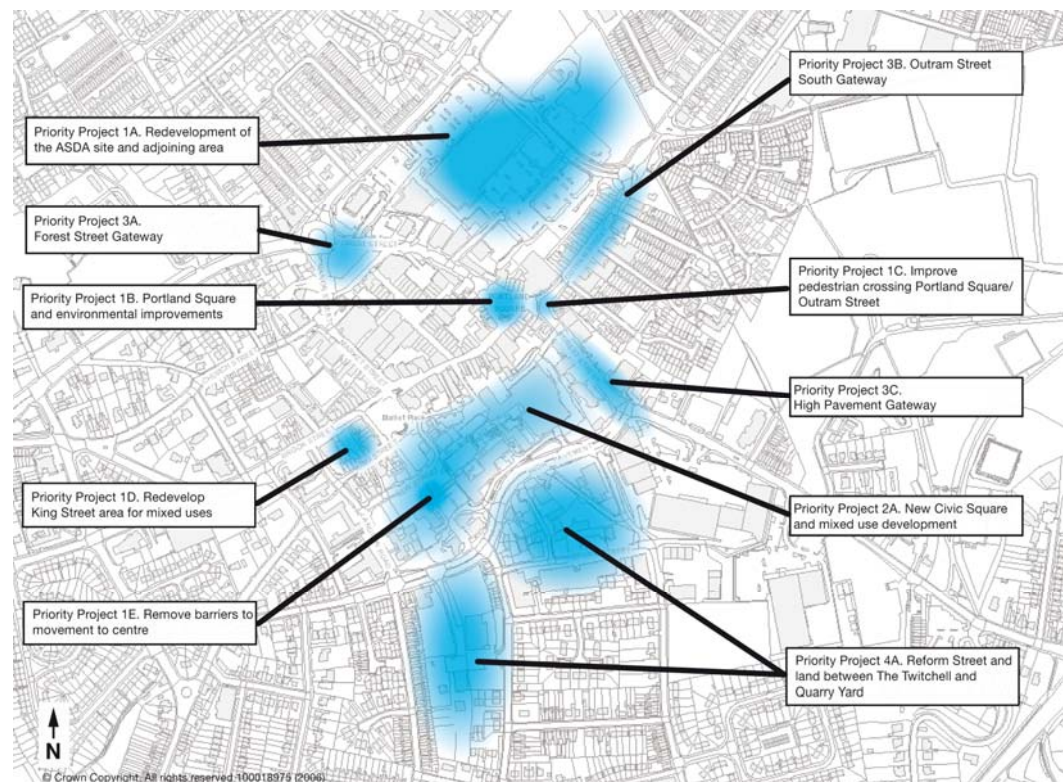 Priority Project 3B. Outram Street
South Gateway
Priority Project 1A. Redevelopment of
the ASDA site and adjoining area
Priority Project 3A.
Forest Street Gateway
Priority Project 1B. Portland Square
and environmental improvements
Priority Project 1C. Improve
pedestrian crossing Portland Square/
Outram Street
Priority Project 3C.
High Pavement Gateway
Priority Project 1D. Redevelop
King Street area for mixed uses
Priority Project 2A. New Civic Square
and mixed use development
Priority Project 1E. Remove barriers to
movement to centre
Priority Project 4A. Reform Street and
land between The Twitchell and
Quarry Yard
N
© Crown Copyright. All rights reserved 100018975 (2006)